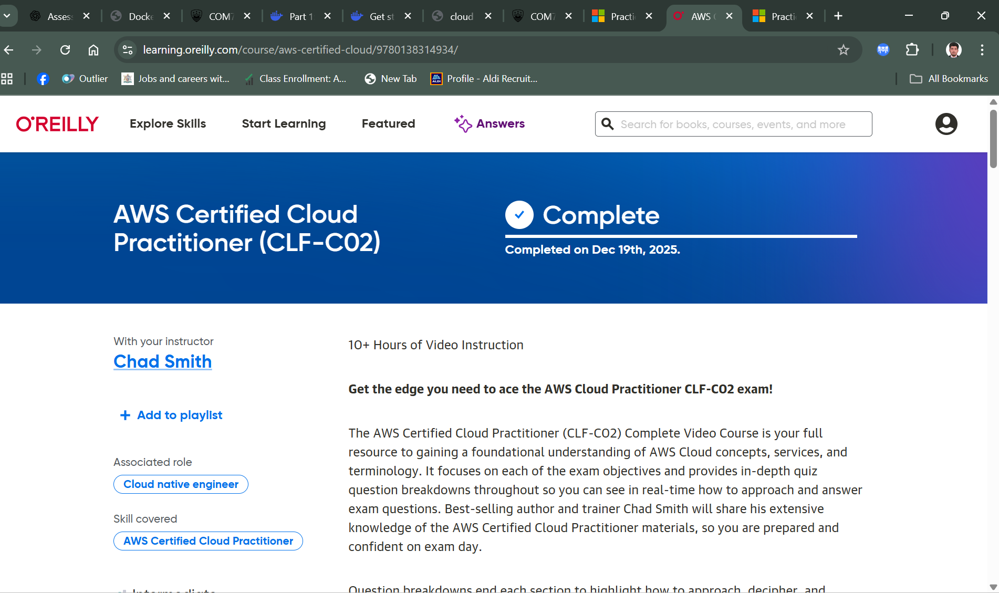 Assess
Docke
COM7
Part 1
Get st
cloud
COM7
Practi
AWS C
Practi
learning.oreilly.com/course/aws-certified-cloud/9780138314934/
Outlier
Jobs and careers wit...
Class Enrollment: A...
New Tab
Profile - Aldi Recruit...
All Bookmarks
O'REILLY
Explore Skills
Start Learning
Featured
Answers
Search for books, courses, events, and more
AWS Certified Cloud
Practitioner (CLF-C02)
Complete
Completed on Dec 19th, 2025.
With your instructor
Chad Smith
Add to playlist
Associated role
Cloud native engineer
Skill covered
AWS Certified Cloud Practitioner
Intermediate
10+ Hours of Video Instruction
Get the edge you need to ace the AWS Cloud Practitioner CLF-C02 exam!
The AWS Certified Cloud Practitioner (CLF-C02) Complete Video Course is your full
resource to gaining a foundational understanding of AWS Cloud concepts, services, and
terminology. It focuses on each of the exam objectives and provides in-depth quiz
question breakdowns throughout so you can see in real-time how to approach and answer
exam questions. Best-selling author and trainer Chad Smith will share his extensive
knowledge of the AWS Certified Cloud Practitioner materials, so you are prepared and
confident on exam day.
Question breakdowns end each section to highlight how to approach, decipher, and